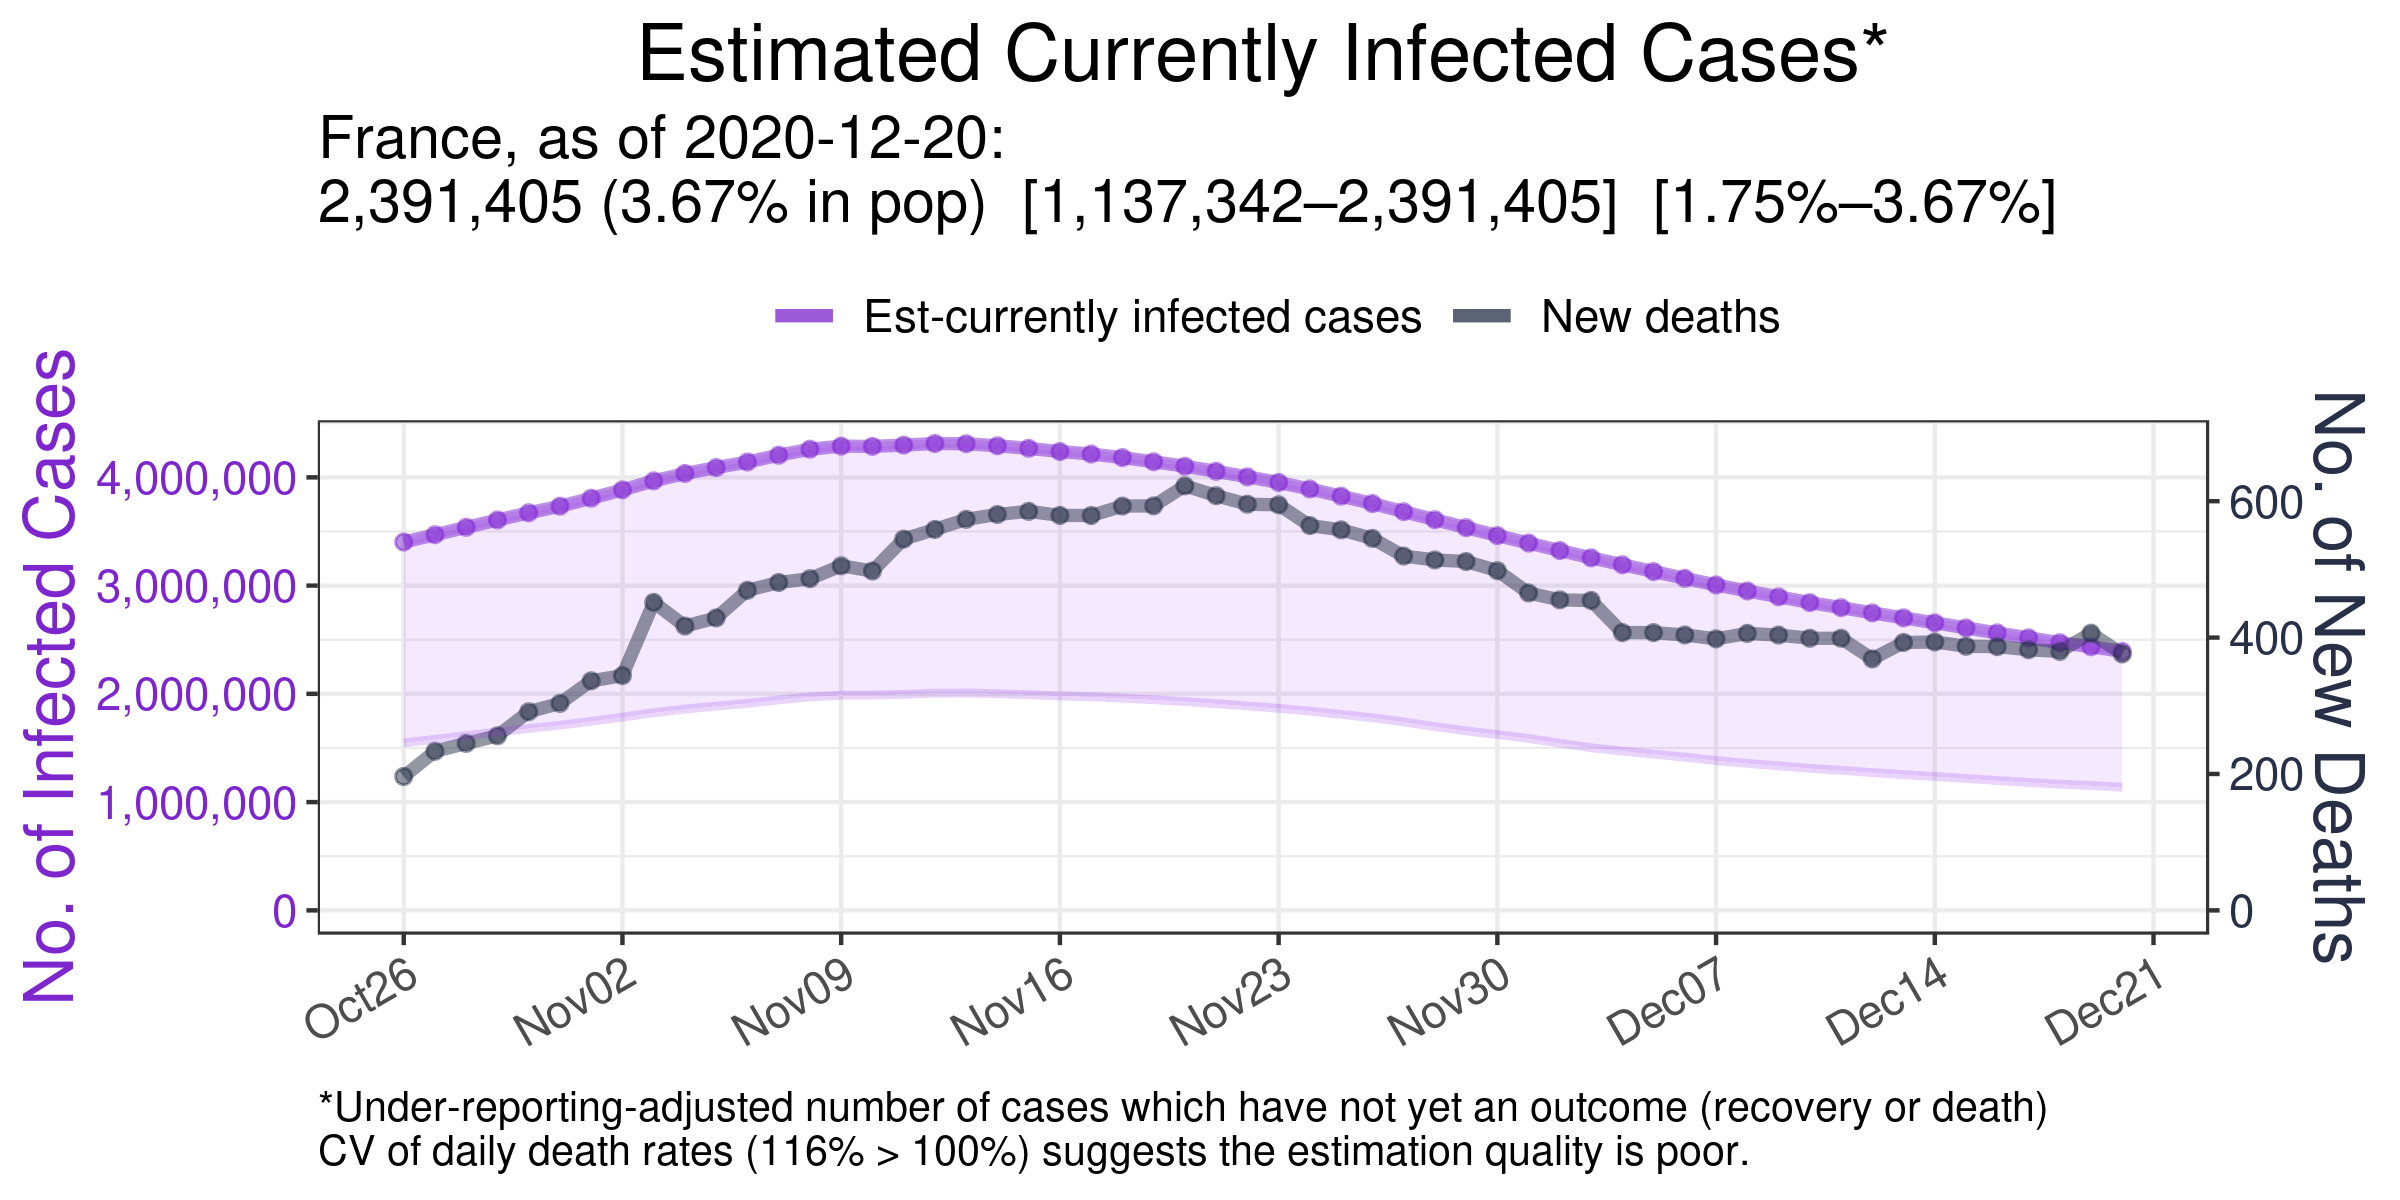 Estimated Currently Infected Cases*
France, as of 2020-12-20:
2,391,405 (3.67% in pop) [1,137,342–2,391,405] [1.75%–3.67%]
Est-currently infected cases
New deaths
No. of Infected Cases
4,000,000
3,000,000
2,000,000
1,000,000
0
600
400
200
0
No. of New Deaths
Oct26
Nov02
Nov09
Nov16
Nov23
Nov30
Dec07
Dec14
Dec21
*Under-reporting-adjusted number of cases which have not yet an outcome (recovery or death)
CV of daily death rates (116% > 100%) suggests the estimation quality is poor.